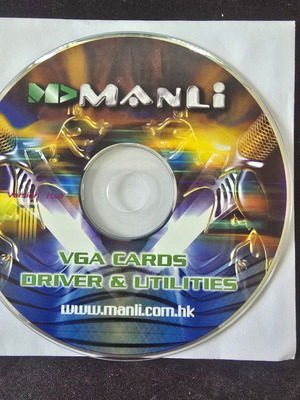 MANLi
VGA CARDS
DRIVER & UTILITIES
www.manli.com.hk